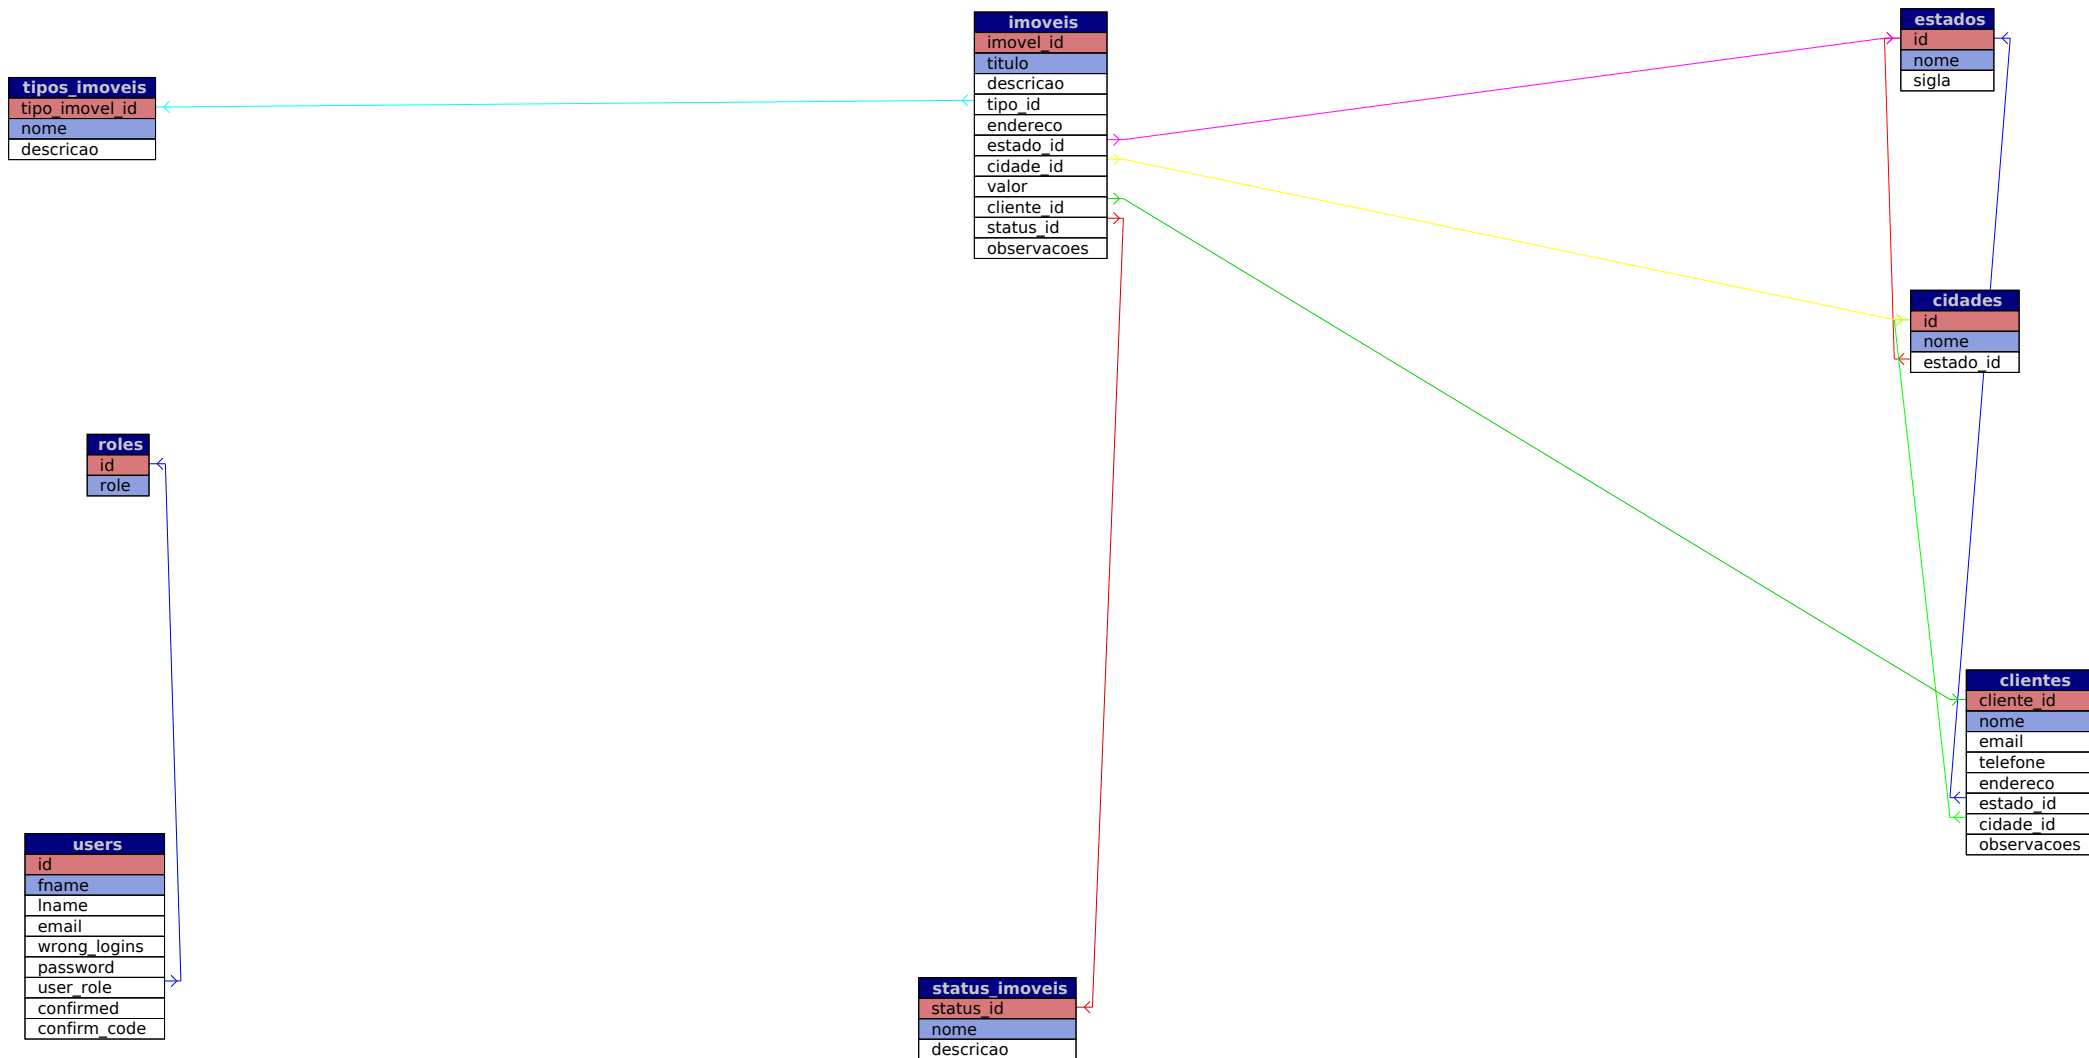 tipos_imoveis
tipo_imovel_id
nome
descricao
imoveis
imovel_id
titulo
descricao
tipo_id
endereco
estado_id
cidade_id
valor
cliente_id
status_id
observacoes
estados
id
nome
sigla
cidades
id
nome
estado_id
roles
id
role
clientes
cliente_id
nome
email
telefone
endereco
estado_id
cidade_id
observacoes
users
id
fname
lname
email
wrong_logins
password
user_role
confirmed
confirm_code
status_imoveis
status_id
nome
descricao